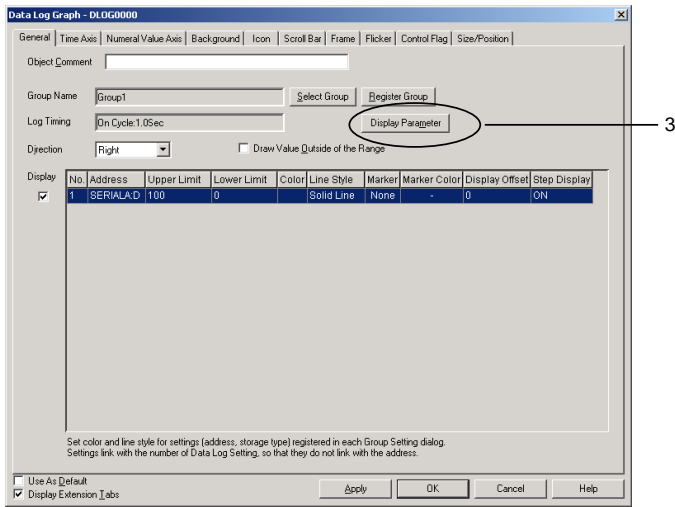 Data Log Graph - DLOG0000
General Time Axis Numeral Value Axis Background Icon Scroll Bar Frame Flicker Control Flag Size/Position
Object Comment
Group Name Group1 Select Group Register Group
Log Timing On Cycle:1.0Sec Display Parameter 3
Direction Right Draw Value Outside of the Range
Display No. Address Upper Limit Lower Limit Color Line Style Marker Marker Color Display Offset Step Display
1 SERIALA:D 100 0 Solid Line None - 0 ON
Set color and line style for settings (address, storage type) registered in each Group Setting dialog.
Settings link with the number of Data Log Setting, so that they do not link with the address.
Use As Default
Display Extension Tabs Apply OK Cancel Help